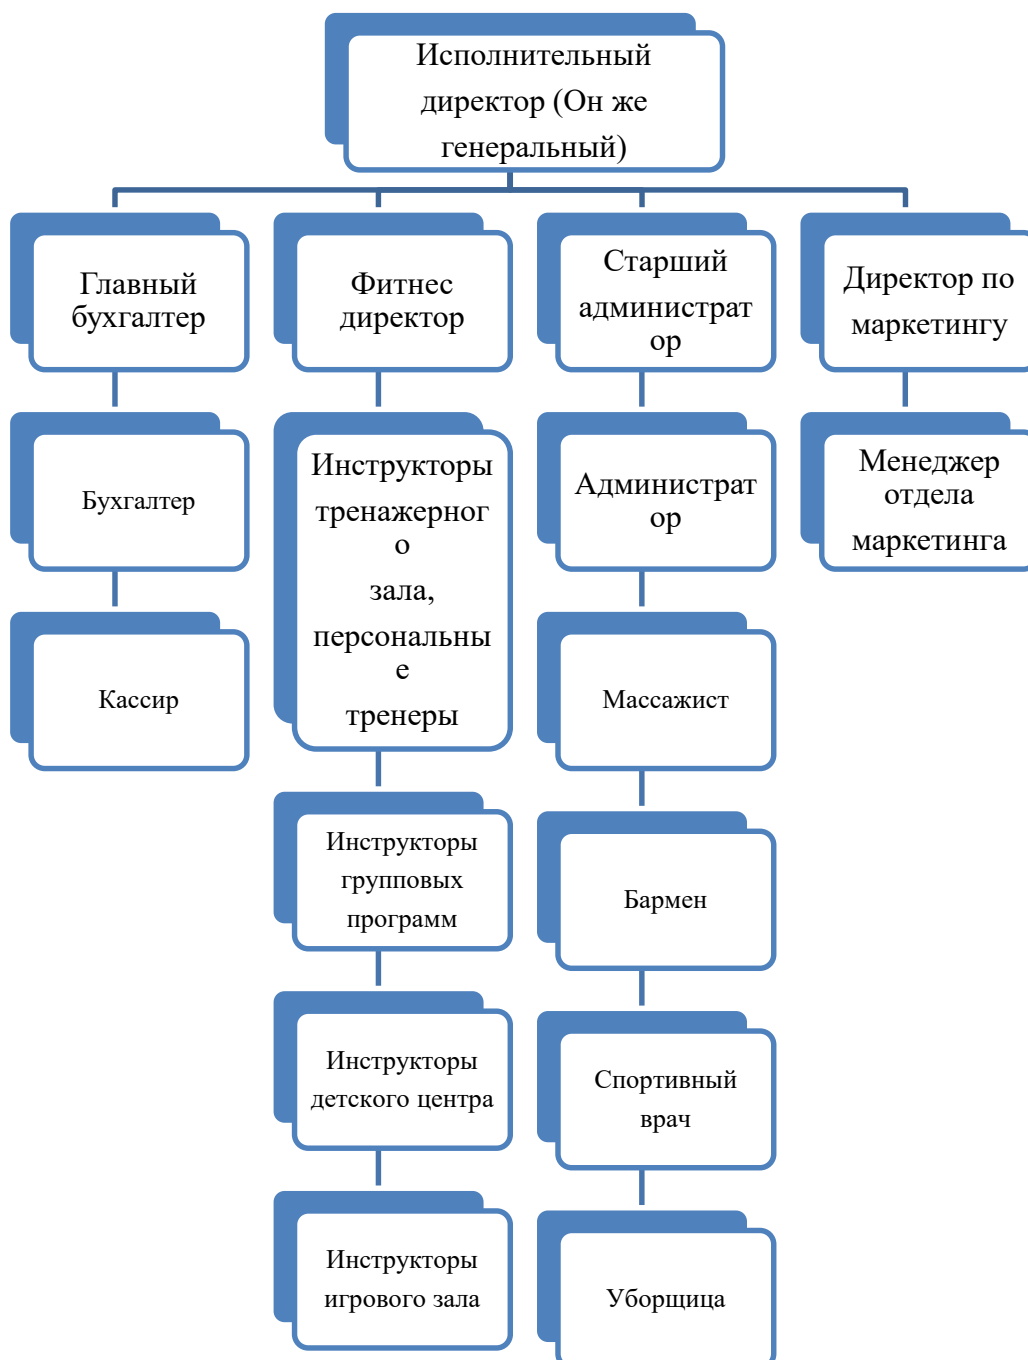 Исполнительный
директор (Он же
генеральный)
Главный
бухгалтер
Фитнес
директор
Старший
администрат
ор
Директор по
маркетингу
Бухгалтер
Инструкторы
тренажерног
о
зала,
персональны
е
тренеры
Администрат
ор
Менеджер
отдела
маркетинга
Кассир
Массажист
Инструкторы
групповых
программ
Бармен
Инструкторы
детского центра
Спортивный
врач
Инструкторы
игрового зала
Уборщица